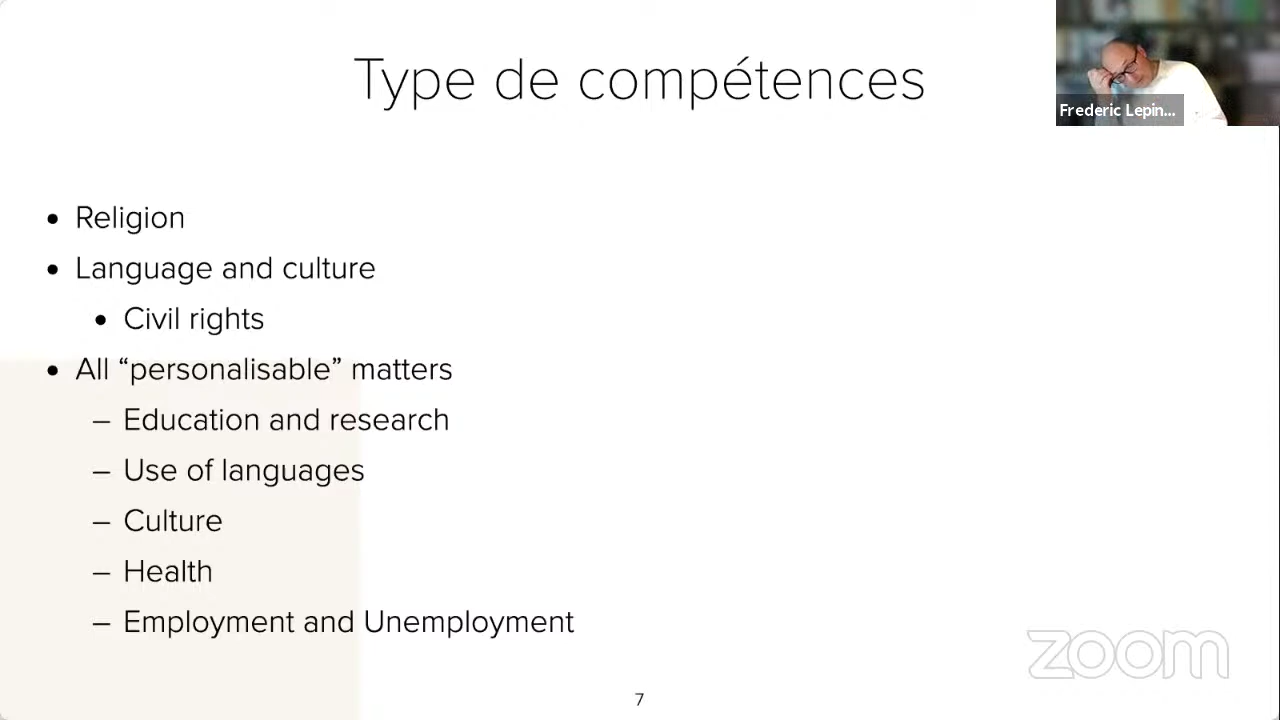 Type de compétences
Frederic Lepin...
• Religion
• Language and culture
• Civil rights
• All “personalisable” matters
– Education and research
– Use of languages
– Culture
– Health
– Employment and Unemployment
zoom
7